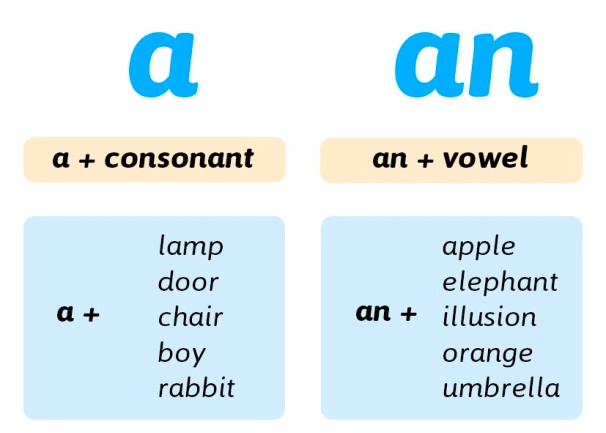 a
an
a + consonant
an + vowel
a +
lamp
door
chair
boy
rabbit
an +
apple
elephant
illusion
orange
umbrella